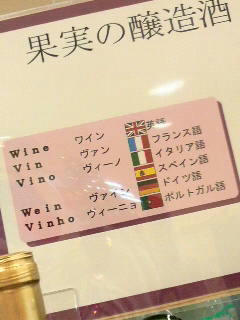 果実の醸造酒
Wine ワイン 英語
Vin ヴァン フランス語
Vino ヴィーノ イタリア語
スペイン語
Wein ヴァイン ドイツ語
Vinho ヴィーニョ ポルトガル語